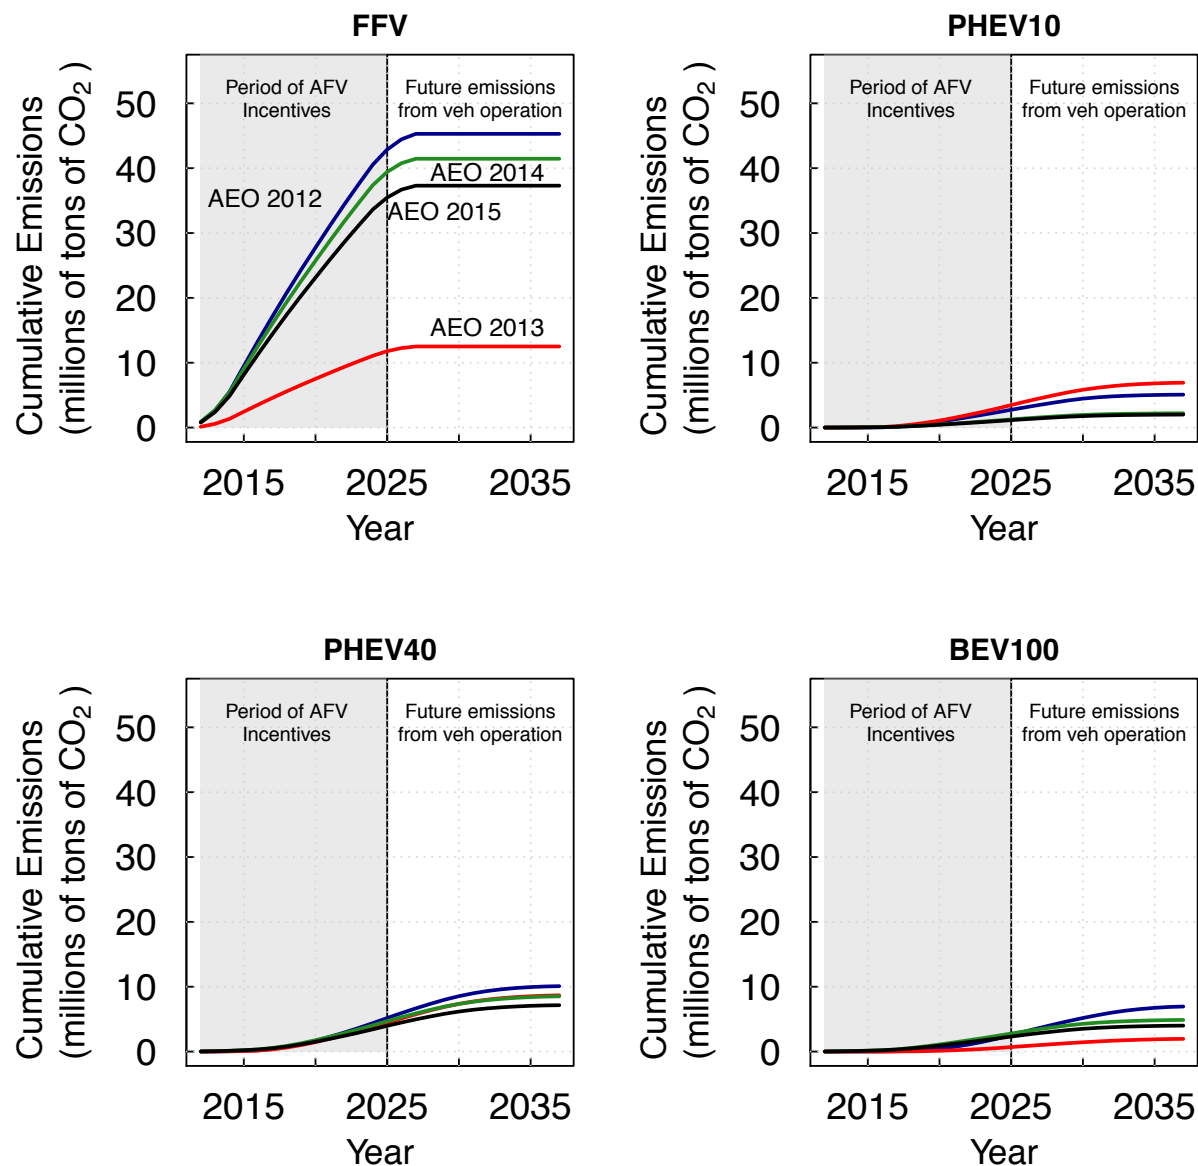 FFV
Cumulative Emissions
(millions of tons of CO2 )
50
40
30
20
10
0
Period of AFV
Incentives
Future emissions
from veh operation
AEO 2012
AEO 2014
AEO 2015
AEO 2013
2015 2025 2035
Year
PHEV10
Cumulative Emissions
(millions of tons of CO2 )
50
40
30
20
10
0
Period of AFV
Incentives
Future emissions
from veh operation
2015 2025 2035
Year
PHEV40
Cumulative Emissions
(millions of tons of CO2 )
50
40
30
20
10
0
Period of AFV
Incentives
Future emissions
from veh operation
2015 2025 2035
Year
BEV100
Cumulative Emissions
(millions of tons of CO2 )
50
40
30
20
10
0
Period of AFV
Incentives
Future emissions
from veh operation
2015 2025 2035
Year